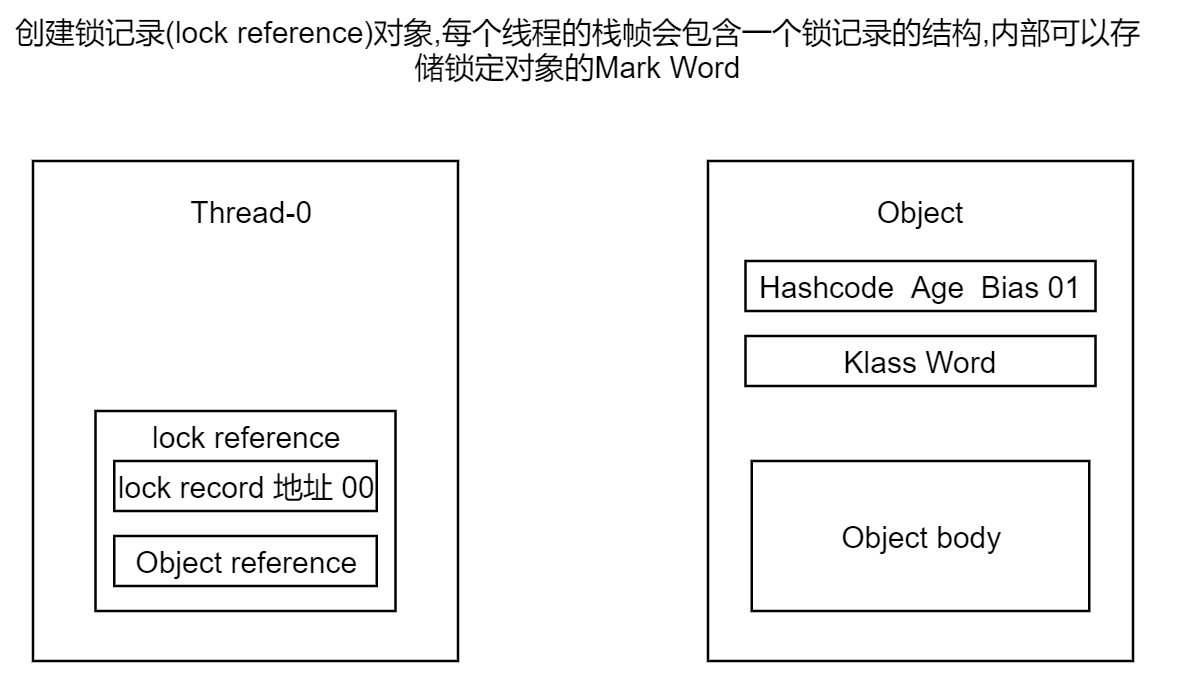 创建锁记录(lock reference)对象,每个线程的栈帧会包含一个锁记录的结构,内部可以存
储锁定对象的Mark Word
Thread-0
Object
Hashcode Age Bias 01
Klass Word
lock reference
lock record 地址 00
Object reference
Object body